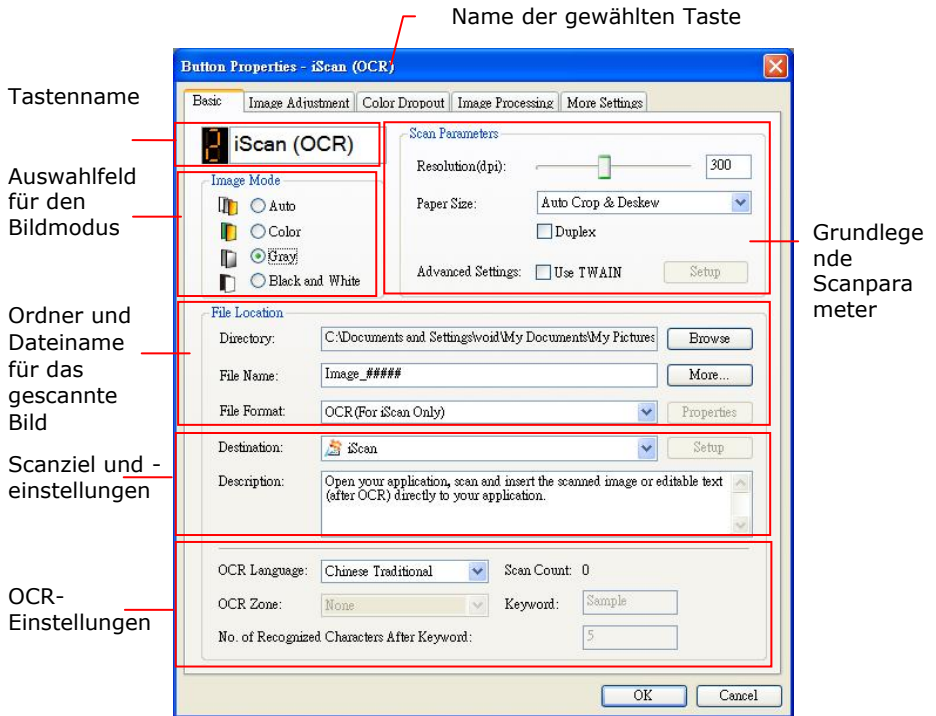 Name der gewählten Taste
Button Properties - iScan (OCR)
Basic Image Adjustment Color Dropout Image Processing More Settings
Tastenname
2 iScan (OCR)
Auswahlfeld
für den
Bildmodus
Image Mode
Auto
Color
Gray
Black and White
Scan Parameters
Resolution(dpi): 300
Paper Size: Auto Crop & Deskew
Duplex
Advanced Settings: Use TWAIN Setup
Grundlege
nde
Scanpara
meter
Ordner und
Dateiname
für das
gescannte
Bild
File Location
Directory: C:\Documents and Settings\void\My Documents\My Pictures Browse
File Name: Image_##### More...
File Format: OCR(For iScan Only) Properties
Scanziel und -
einstellungen
Destination: iScan Setup
Description: Open your application, scan and insert the scanned image or editable text
(after OCR) directly to your application.
OCR-
Einstellungen
OCR Language: Chinese Traditional Scan Count: 0
OCR Zone: None Keyword: Sample
No. of Recognized Characters After Keyword: 5
OK Cancel